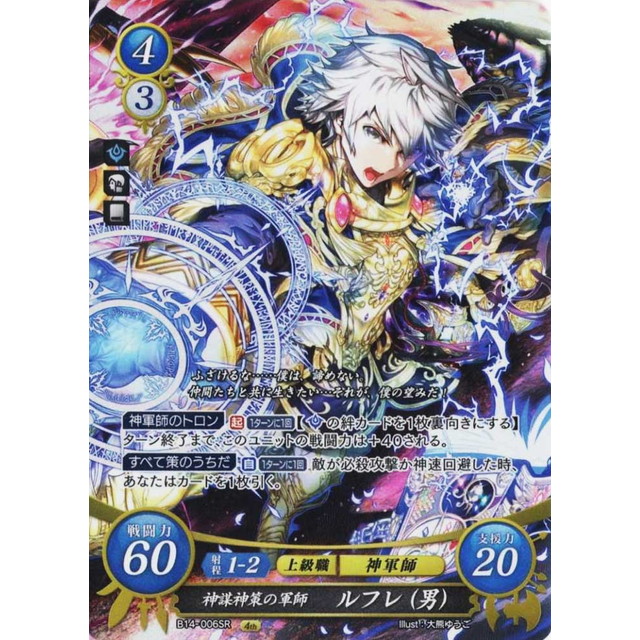 4
3
ふざけるな……僕は、諦めない。
仲間たちと共に生きたい…それが、僕の望みだ！
神軍師のトロン 起 1ターンに1回【の絆カードを1枚裏向きにする】
ターン終了まで、このユニットの戦闘力は＋40される。
すべて策のうちだ 自 1ターンに1回 敵が必殺攻撃か神速回避した時、
あなたはカードを1枚引く。
戦闘力 60 射程 1-2 上級職 神軍師 支援力 20
神謀神策の軍師 ルフレ（男）
B14-006SR 4th Illust：大熊ゆうご